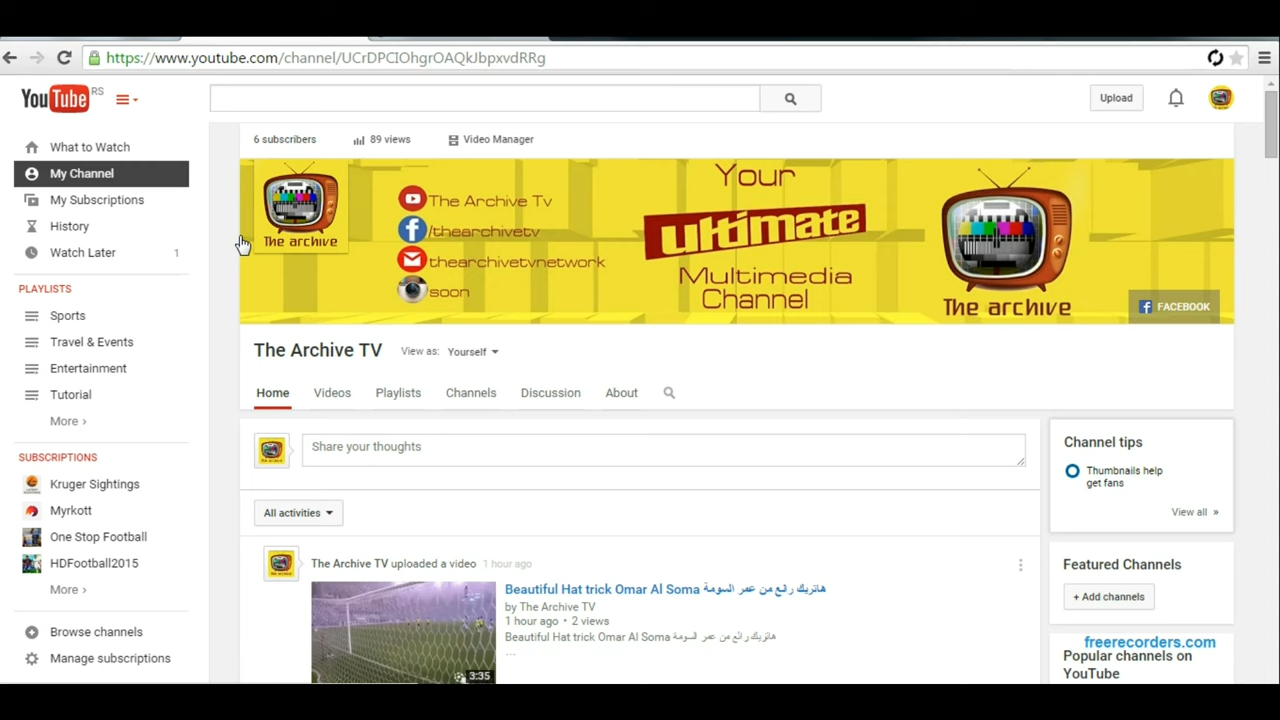 https://www.youtube.com/channel/UCrDPCIOhgrOAQkJbpxvdRRg
YouTube RS
Upload
What to Watch
My Channel
My Subscriptions
History
Watch Later 1
PLAYLISTS
Sports
Travel & Events
Entertainment
Tutorial
More ›
SUBSCRIPTIONS
Kruger Sightings
Myrkott
One Stop Football
HDFootball2015
More ›
Browse channels
Manage subscriptions
6 subscribers
89 views
Video Manager
The archive
The Archive Tv
/thearchivetv
thearchivetvnetwork
soon
Your
ultimate
Multimedia
Channel
The archive
FACEBOOK
The Archive TV
View as: Yourself
Home Videos Playlists Channels Discussion About
Share your thoughts
All activities
The Archive TV uploaded a video 1 hour ago
Beautiful Hat trick Omar Al Soma هاتريك رائع من عمر السومة
by The Archive TV
1 hour ago • 2 views
Beautiful Hat trick Omar Al Soma هاتريك رائع من عمر السومة
...
3:35
Channel tips
Thumbnails help
get fans
View all »
Featured Channels
+ Add channels
freerecorders.com
Popular channels on
YouTube